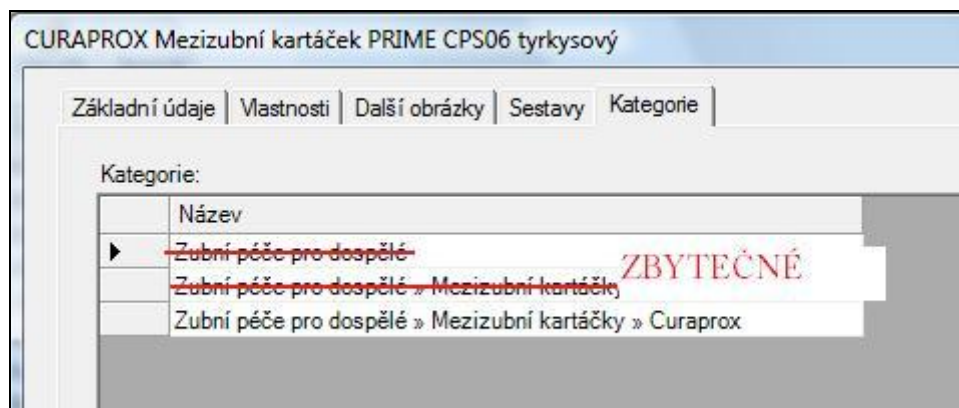 CURAPROX Mezizubní kartáček PRIME CPS06 tyrkysový
Základní údaje Vlastnosti Další obrázky Sestavy Kategorie
Kategorie:
Název
Zubní péče pro dospělé
ZBYTEČNÉ
Zubní péče pro dospělé » Mezizubní kartáčky
Zubní péče pro dospělé » Mezizubní kartáčky » Curaprox